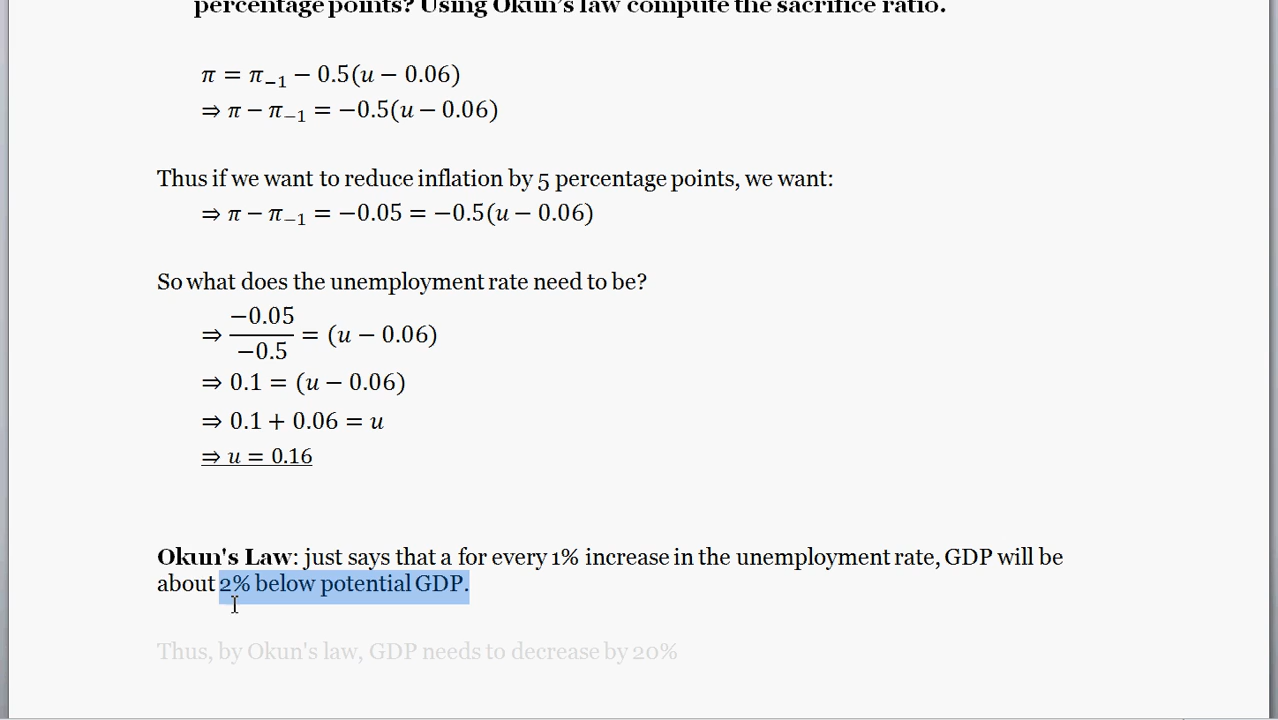 percentage points? Using Okun's law compute the sacrifice ratio.
π = π₋₁ − 0.5(u − 0.06)
⇒ π − π₋₁ = −0.5(u − 0.06)
Thus if we want to reduce inflation by 5 percentage points, we want:
⇒ π − π₋₁ = −0.05 = −0.5(u − 0.06)
So what does the unemployment rate need to be?
⇒ −0.05/−0.5 = (u − 0.06)
⇒ 0.1 = (u − 0.06)
⇒ 0.1 + 0.06 = u
⇒ u = 0.16
Okun's Law: just says that a for every 1% increase in the unemployment rate, GDP will be
about 2% below potential GDP.
Thus, by Okun's law, GDP needs to decrease by 20%